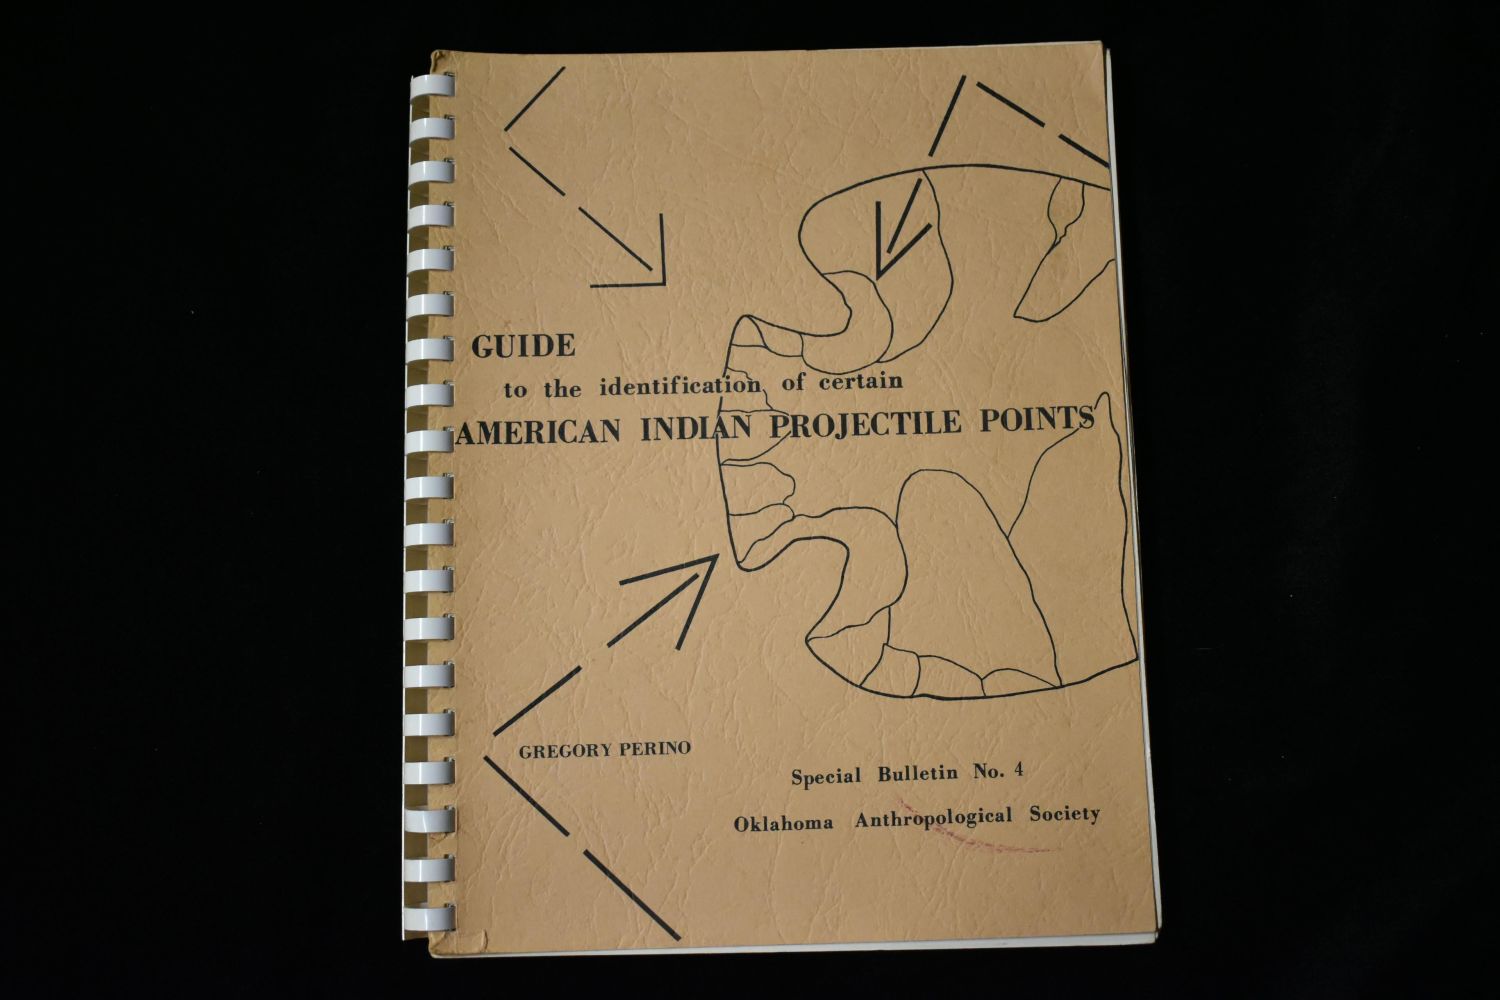 GUIDE
to the identification of certain
AMERICAN INDIAN PROJECTILE POINTS
GREGORY PERINO
Special Bulletin No. 4
Oklahoma Anthropological Society